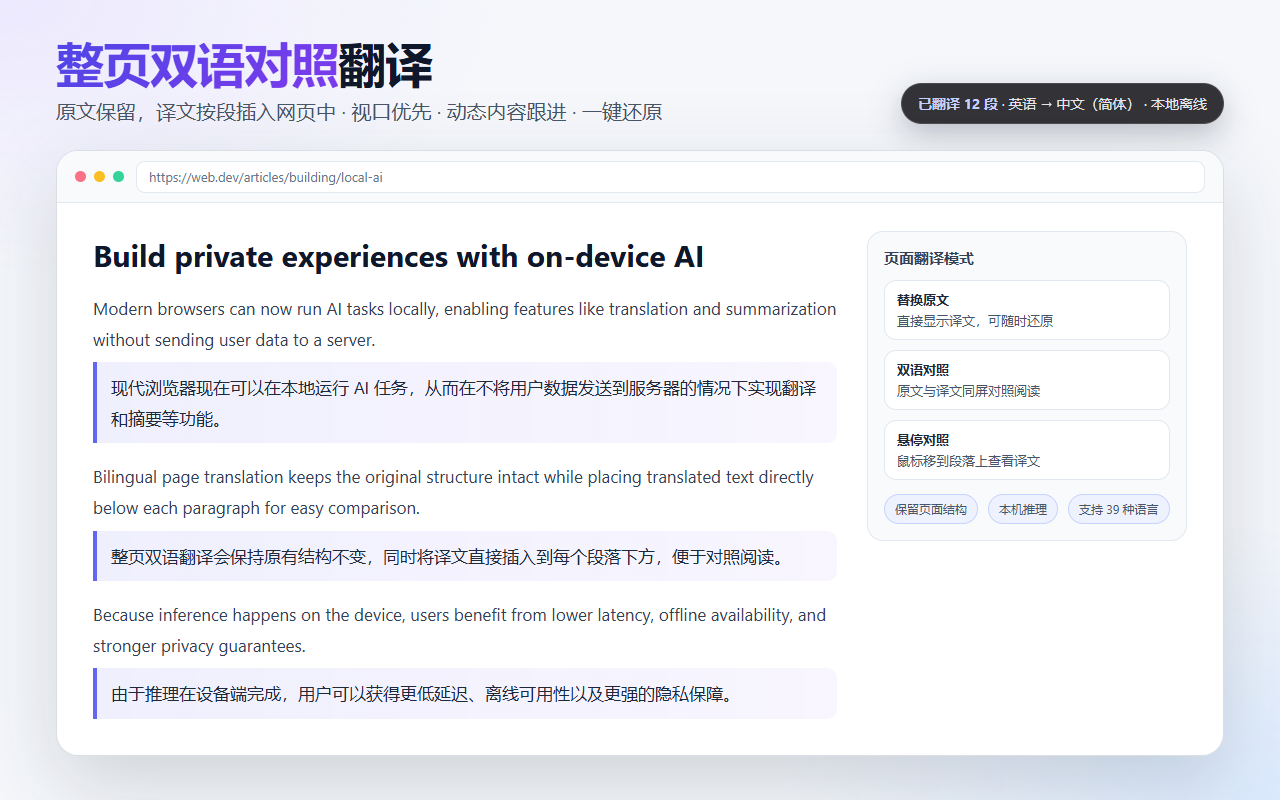 整页双语对照翻译
原文保留，译文按段插入网页中 · 视口优先 · 动态内容跟进 · 一键还原
已翻译 12 段 · 英语 → 中文（简体） · 本地离线
https://web.dev/articles/building/local-ai
Build private experiences with on-device AI
Modern browsers can now run AI tasks locally, enabling features like translation and summarization
without sending user data to a server.
现代浏览器现在可以在本地运行 AI 任务，从而在不将用户数据发送到服务器的情况下实现翻译
和摘要等功能。
Bilingual page translation keeps the original structure intact while placing translated text directly
below each paragraph for easy comparison.
整页双语翻译会保持原有结构不变，同时将译文直接插入到每个段落下方，便于对照阅读。
Because inference happens on the device, users benefit from lower latency, offline availability, and
stronger privacy guarantees.
由于推理在设备端完成，用户可以获得更低延迟、离线可用性以及更强的隐私保障。
页面翻译模式
替换原文
直接显示译文，可随时还原
双语对照
原文与译文同屏对照阅读
悬停对照
鼠标移到段落上查看译文
保留页面结构
本机推理
支持 39 种语言